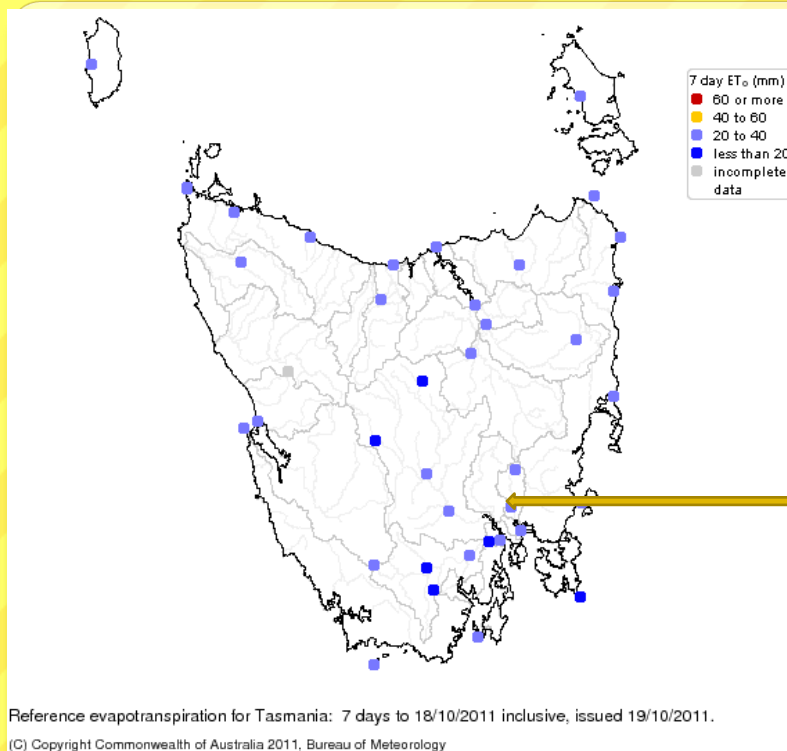 7 day ETo (mm)
60 or more
40 to 60
20 to 40
less than 20
incomplete
data
Reference evapotranspiration for Tasmania: 7 days to 18/10/2011 inclusive, issued 19/10/2011.
(C) Copyright Commonwealth of Australia 2011, Bureau of Meteorology